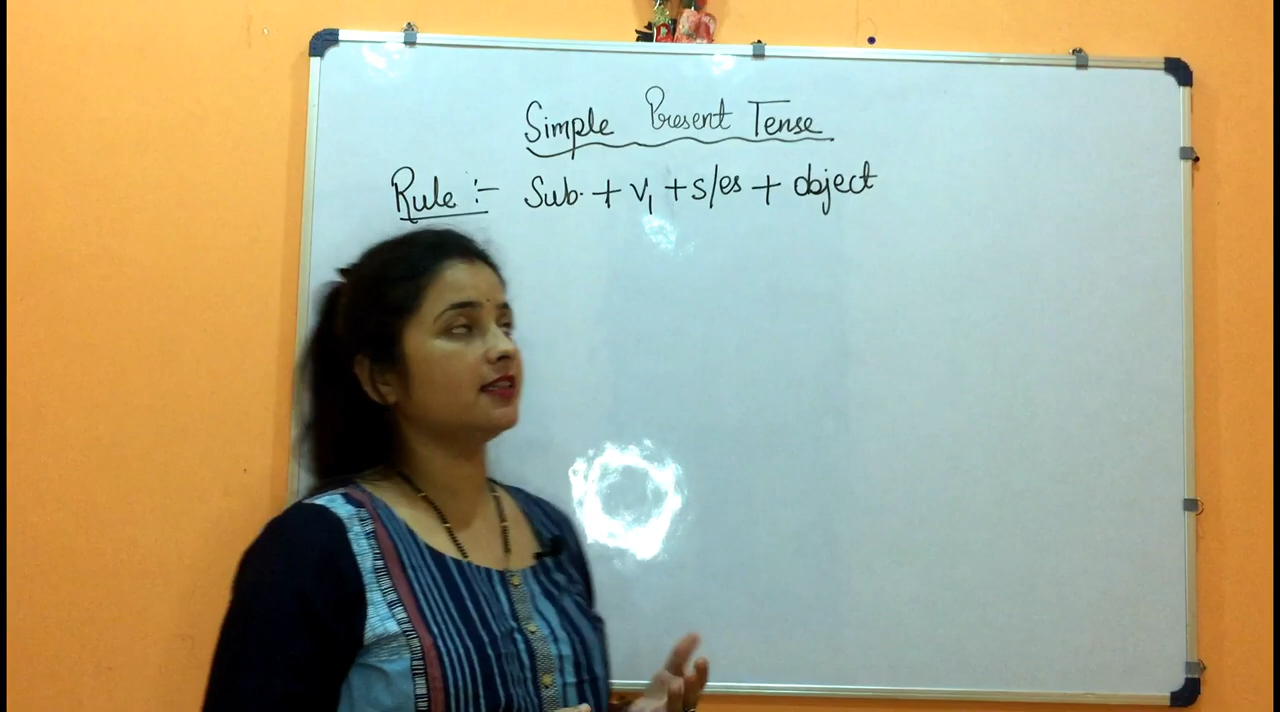 Simple Present Tense
Rule :- Sub. + V₁ + s/es + object